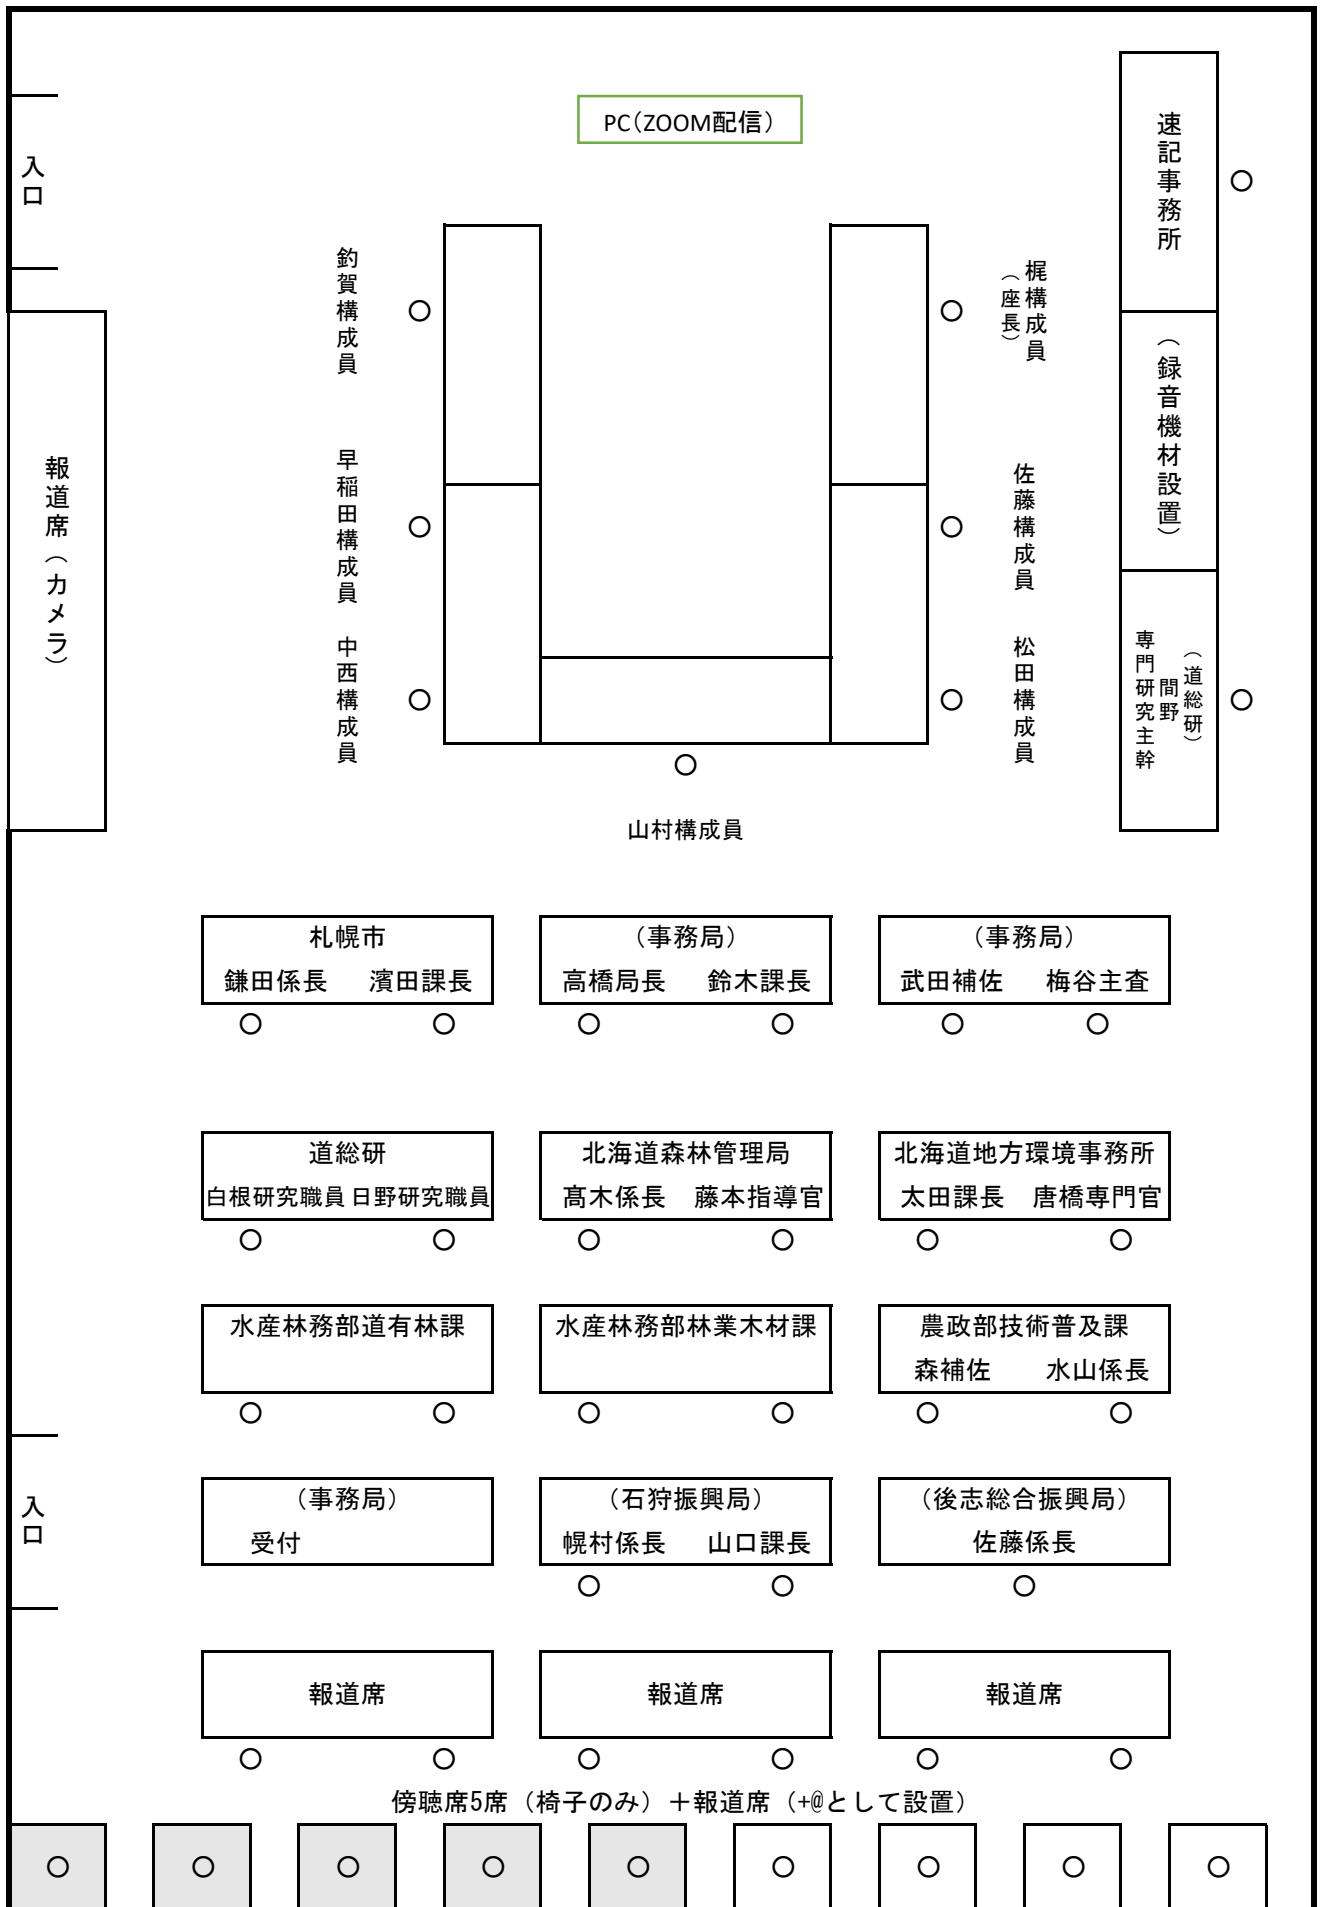 PC(ZOOM配信)
入口
速記事務所
釣賀構成員
梶構成員
(座長)
(録音機材設置)
報道席(カメラ)
早稲田構成員
佐藤構成員
中西構成員
松田構成員
(道総研)
間野
専門研究主幹
山村構成員
札幌市
鎌田係長 濱田課長
(事務局)
高橋局長 鈴木課長
(事務局)
武田補佐 梅谷主査
道総研
白根研究職員 日野研究職員
北海道森林管理局
髙木係長 藤本指導官
北海道地方環境事務所
太田課長 唐橋専門官
水産林務部道有林課
水産林務部林業木材課
農政部技術普及課
森補佐 水山係長
入口
(事務局)
受付
(石狩振興局)
幌村係長 山口課長
(後志総合振興局)
佐藤係長
報道席
報道席
報道席
傍聴席5席(椅子のみ)+報道席(+@として設置)